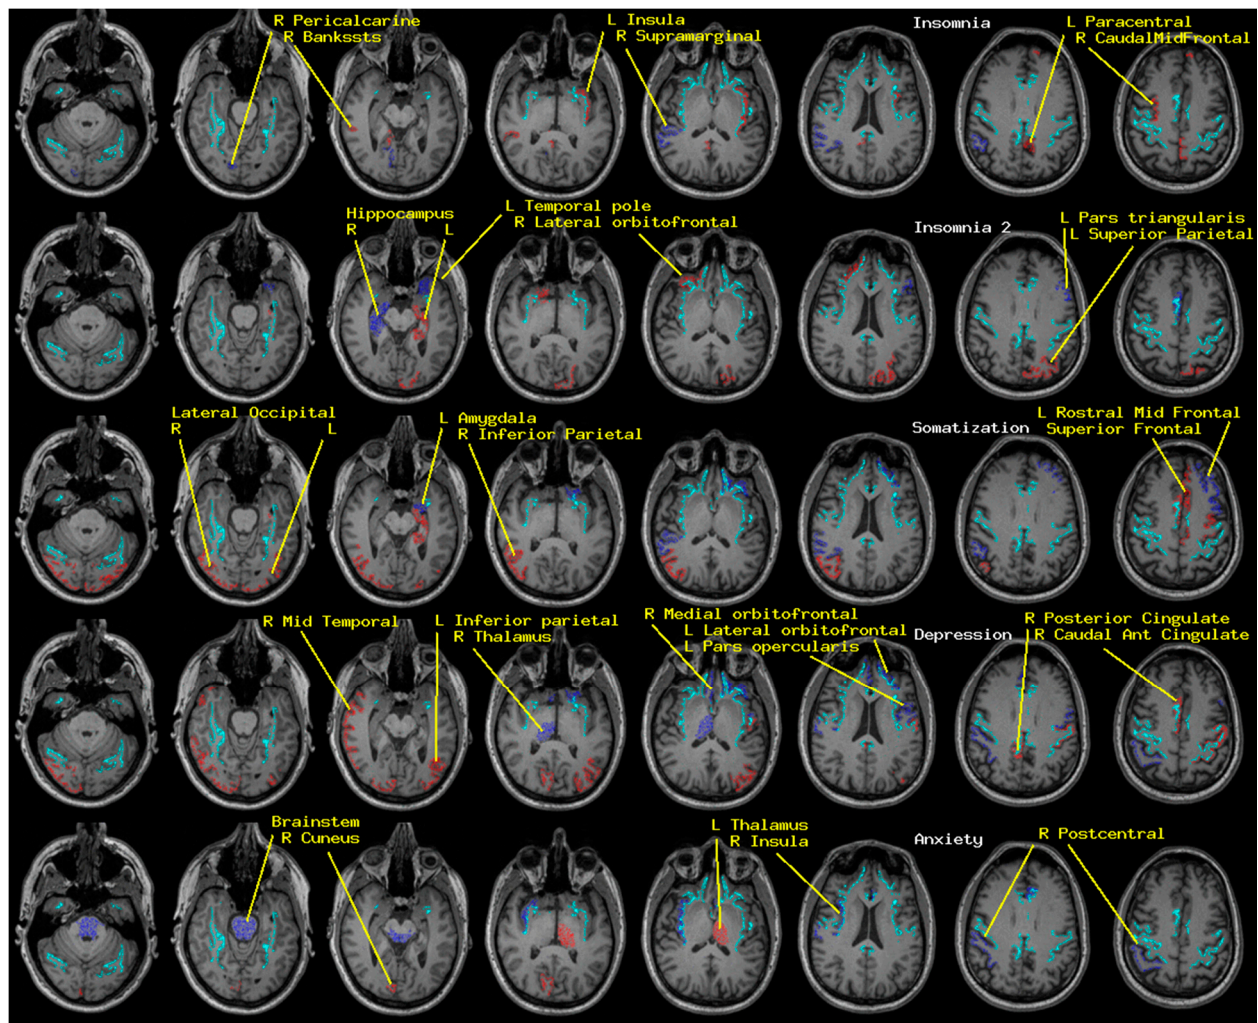 R Pericalcarine
R Bankssts
L Insula
R Supramarginal
Insomnia
L Paracentral
R CaudalMidFrontal
Hippocampus
R L
L Temporal pole
R Lateral orbitofrontal
Insomnia 2
L Pars triangularis
L Superior Parietal
Lateral Occipital
R L
L Amygdala
R Inferior Parietal
Somatization
L Rostral Mid Frontal
Superior Frontal
R Mid Temporal
L Inferior parietal
R Thalamus
R Medial orbitofrontal
L Lateral orbitofrontal
L Pars opercularis
Depression
R Posterior Cingulate
R Caudal Ant Cingulate
Brainstem
R Cuneus
L Thalamus
R Insula
Anxiety
R Postcentral